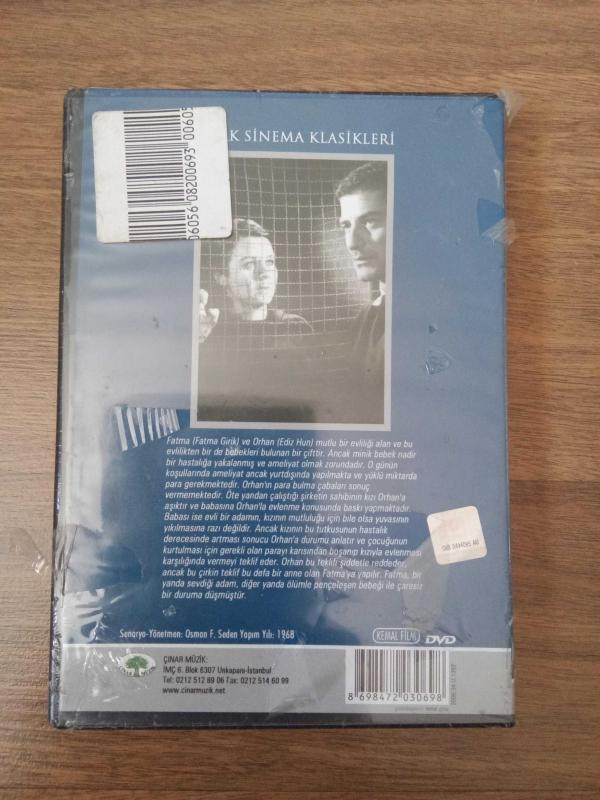 K SİNEMA KLASİKLERİ
06056 08200693 00605
Fatma (Fatma Girik) ve Orhan (Ediz Hun) mutlu bir evliliği alan ve bu
evlilikten bir de bebekleri bulunan bir çifttir. Ancak minik bebek nadir
bir hastalığa yakalanmış ve ameliyat olmak zorundadır. O günün
koşullarında ameliyat ancak yurtdışında yapılmakta ve yüklü miktarda
para gerekmektedir. Orhan'ın para bulma çabaları sonuç
vermemektedir. Öte yandan çalıştığı şirketin sahibinin kızı Orhan'a
aşıktır ve babasına Orhan'la evlenme konusunda baskı yapmaktadır.
Babası ise evli bir adamın, kızının mutluluğu için bile olsa yuvasının
yıkılmasına razı değildir. Ancak kızının bu tutkusunun hastalık
derecesinde artması sonucu Orhan'a durumu anlatır ve çocuğunun
kurtulması için gerekli olan parayı karısından boşanıp kızıyla evlenmesi
karşılığında vermeyi teklif eder. Orhan bu teklifi şiddetle reddeder,
ancak bu çirkin teklif bu defa bir anne olan Fatma'ya yapılır. Fatma, bir
yanda sevdiği adam, diğer yanda ölümle pençeleşen bebeği ile çaresiz
bir duruma düşmüştür.
Senaryo-Yönetmen: Osman F. Seden Yapım Yılı: 1968
KEMAL FİLM
DVD
ÇINAR MÜZİK:
İMÇ 6. Blok 6307 Unkapanı-İstanbul
Tel: 0212 512 89 06 Fax: 0212 514 60 99
www.cinarmuzik.net
8 698472 030698